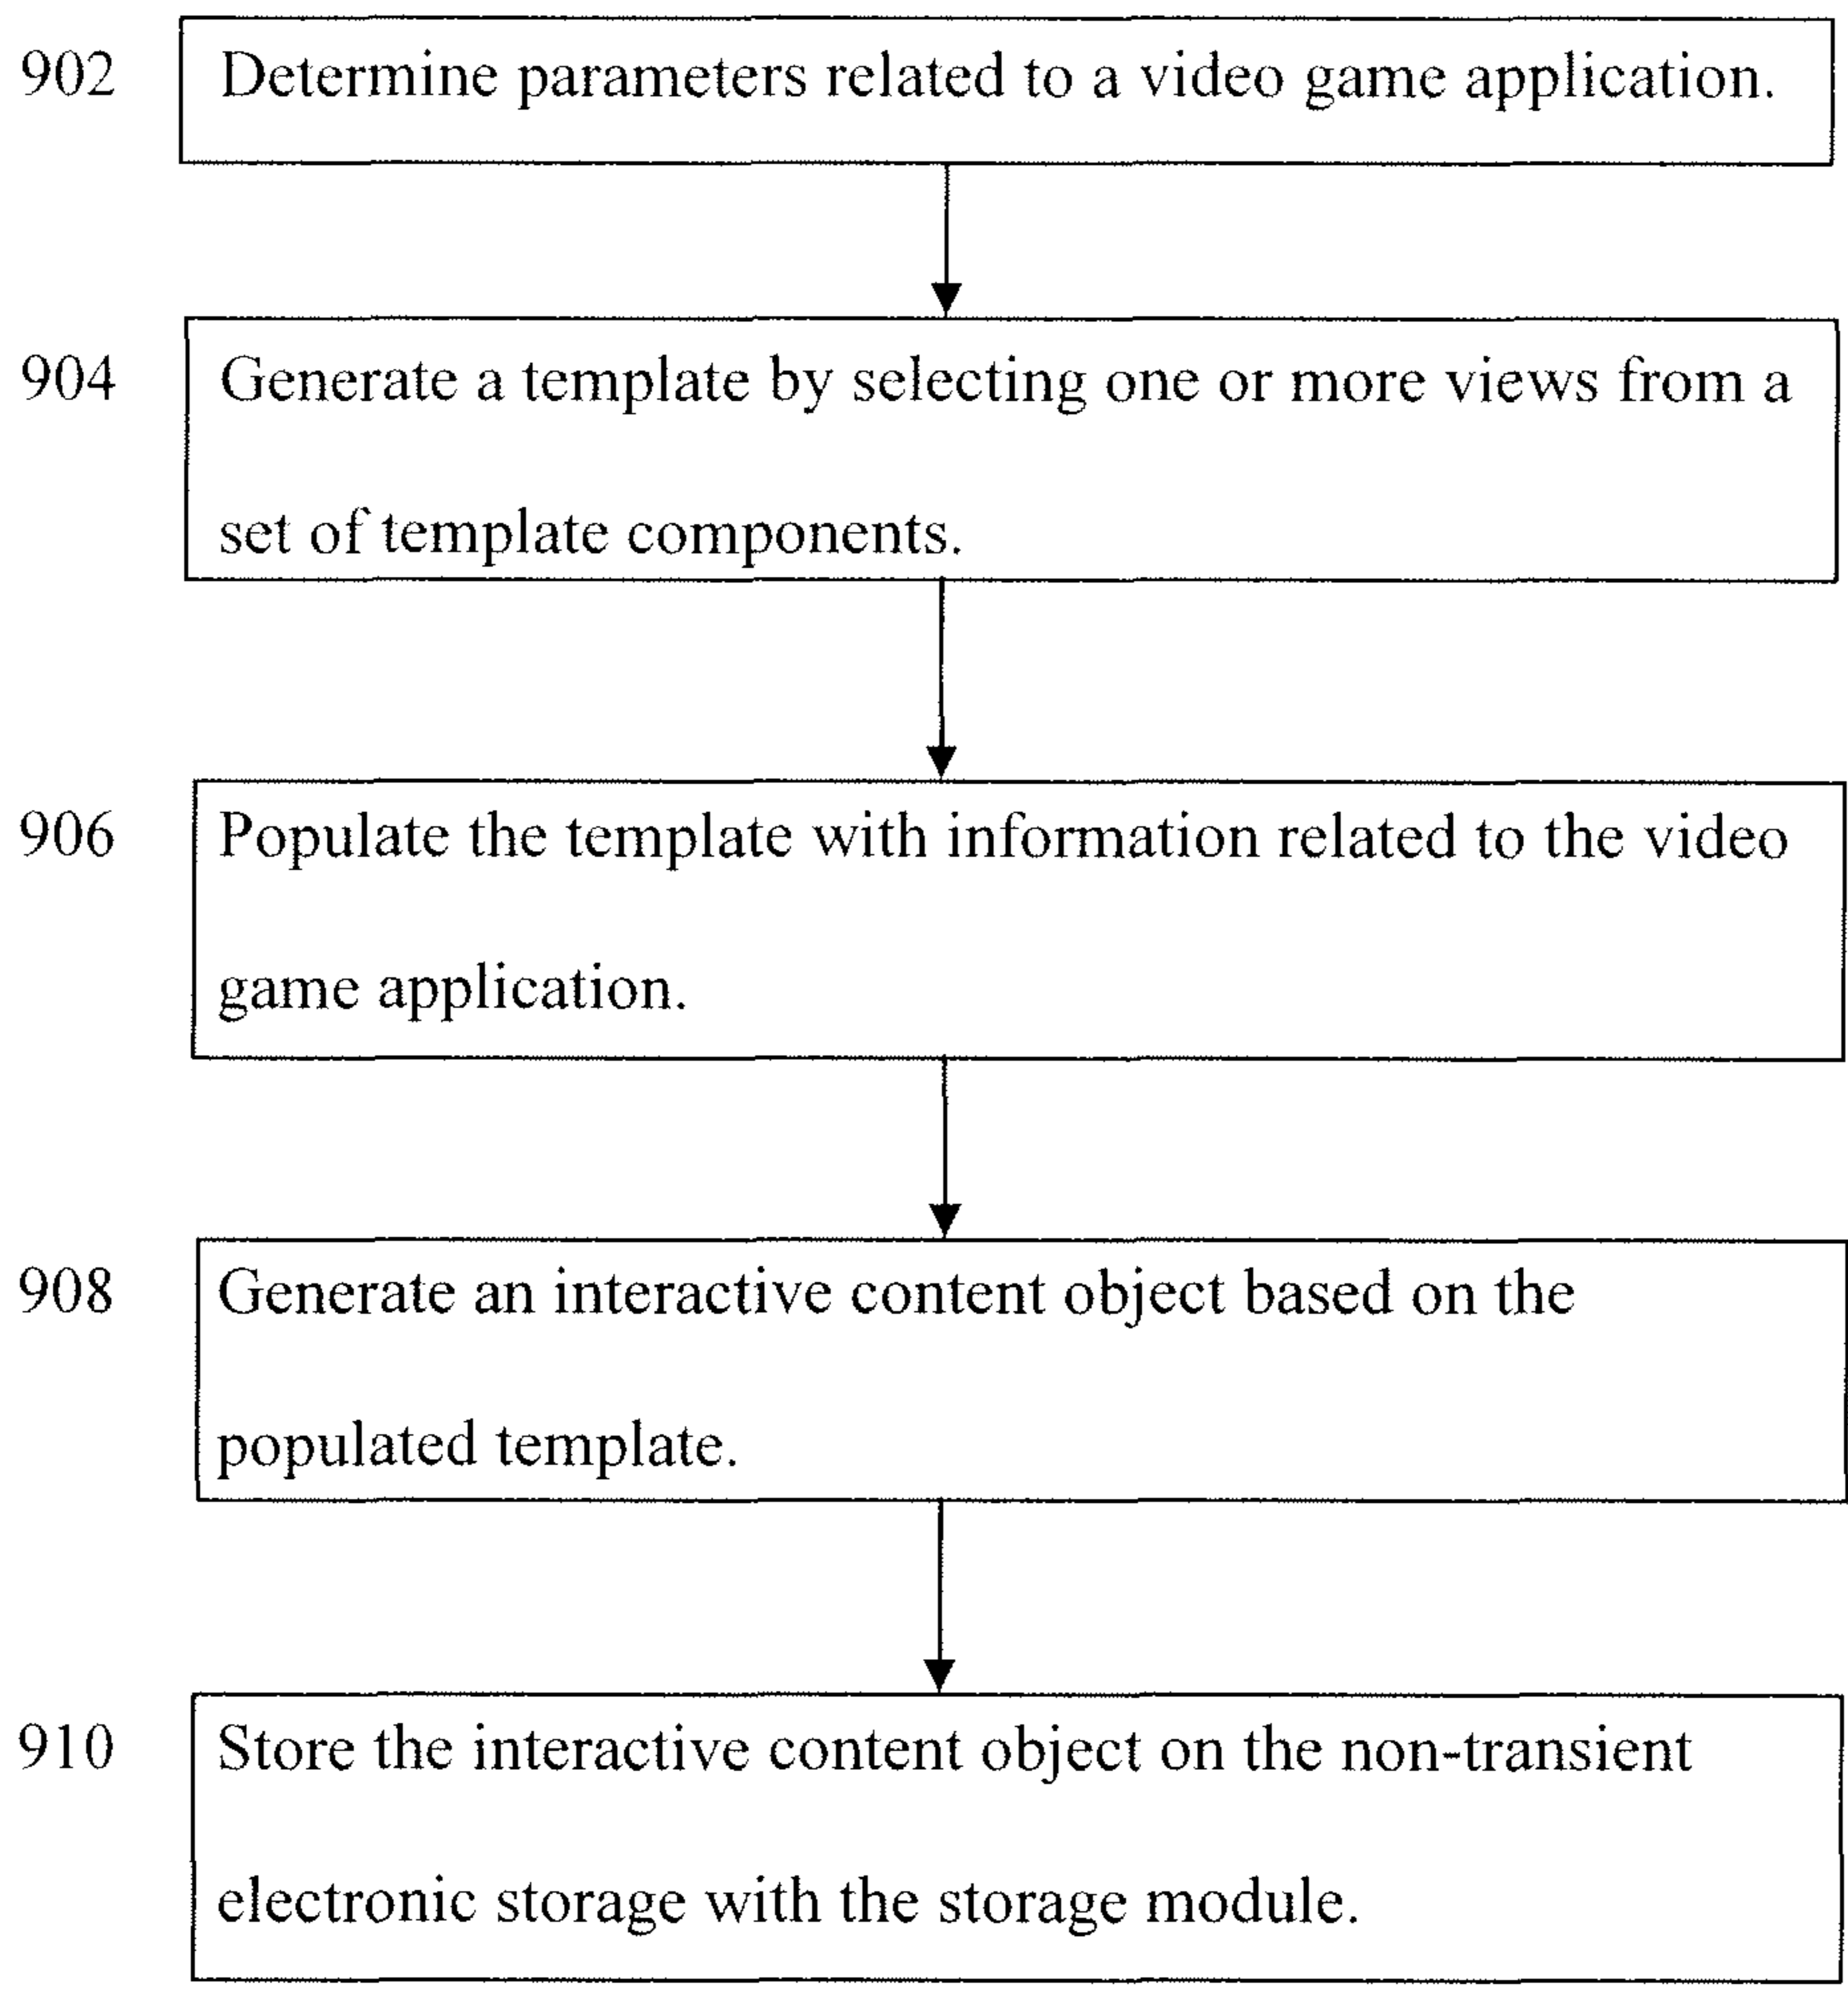 902 Determine parameters related to a video game application.
904 Generate a template by selecting one or more views from a
set of template components.
906 Populate the template with information related to the video
game application.
908 Generate an interactive content object based on the
populated template.
910 Store the interactive content object on the non-transient
electronic storage with the storage module.